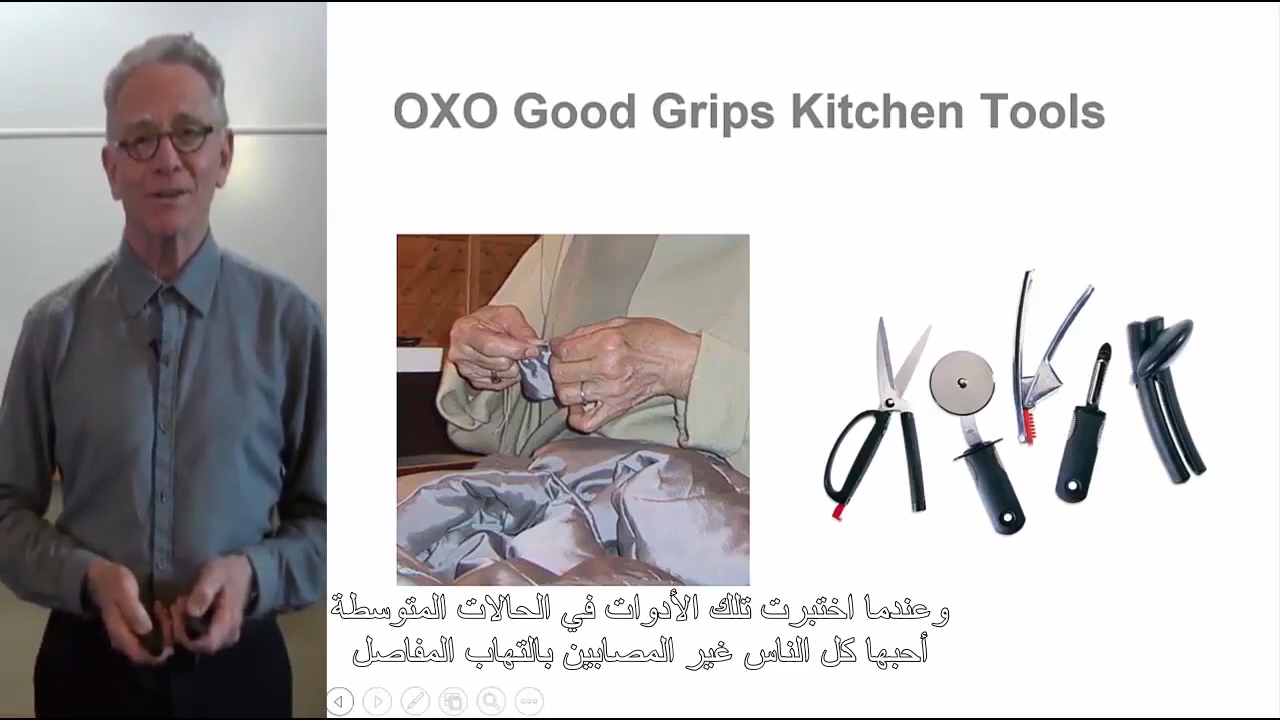 OXO Good Grips Kitchen Tools
وعندما اختبرت تلك الأدوات في الحالات المتوسطة
أحبها كل الناس غير المصابين بالتهاب المفاصل